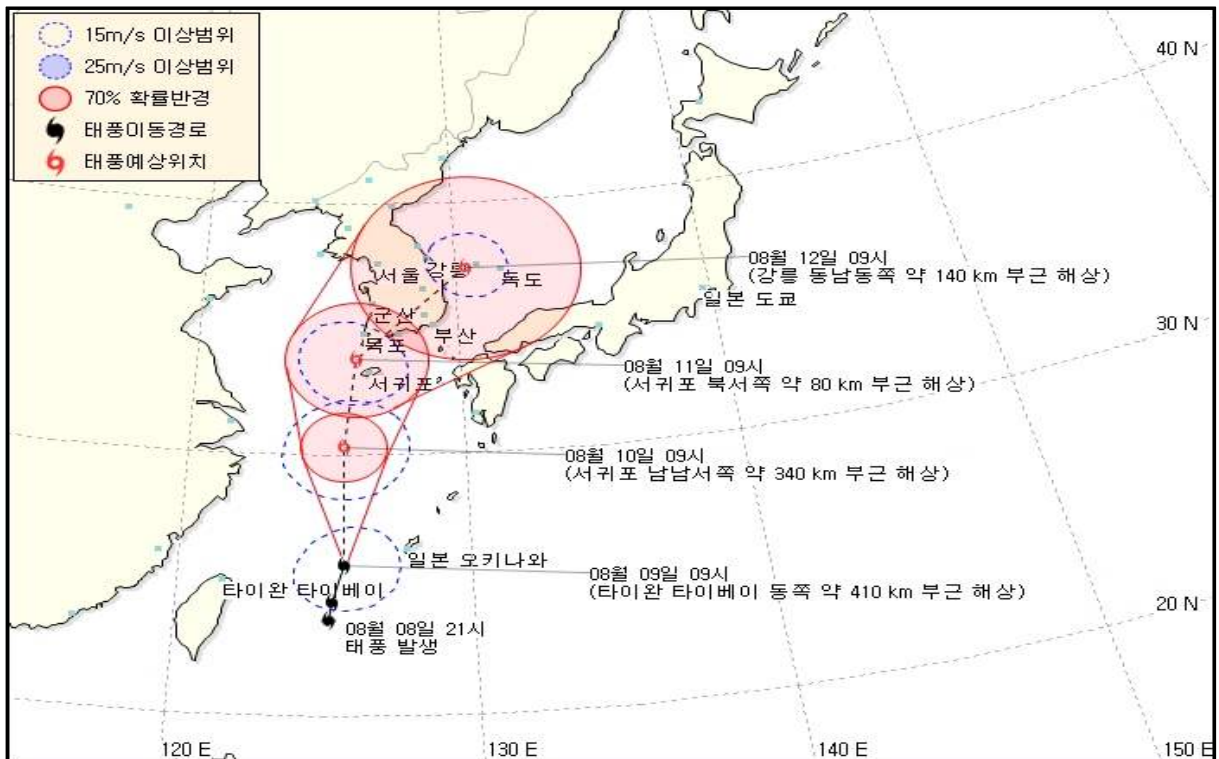 15m/s 이상범위
25m/s 이상범위
70% 확률반경
태풍이동경로
태풍예상위치
40 N
서울 강릉
독도
08월 12일 09시
(강릉 동남동쪽 약 140 km 부근 해상)
일본 도쿄
군산
부산
목포
30 N
서귀포
08월 11일 09시
(서귀포 북서쪽 약 80 km 부근 해상)
08월 10일 09시
(서귀포 남남서쪽 약 340 km 부근 해상)
일본 오키나와
08월 09일 09시
(타이완 타이베이 동쪽 약 410 km 부근 해상)
타이완 타이베이
20 N
08월 08일 21시
태풍 발생
120 E
130 E
140 E
150 E